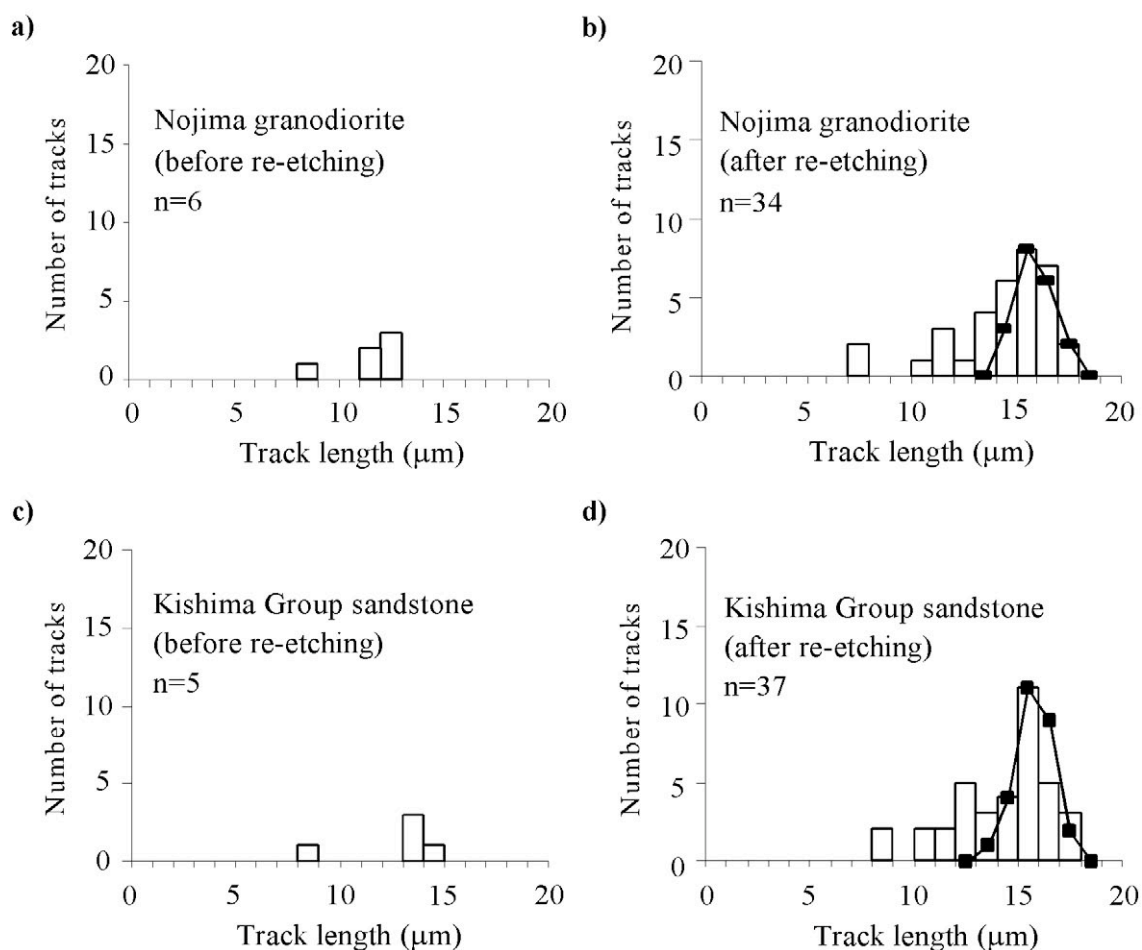 a)
20
15
10
5
0
Number of tracks
Nojima granodiorite
(before re-etching)
n=6
0 5 10 15 20
Track length (μm)
b)
20
15
10
5
0
Number of tracks
Nojima granodiorite
(after re-etching)
n=34
0 5 10 15 20
Track length (μm)
c)
20
15
10
5
0
Number of tracks
Kishima Group sandstone
(before re-etching)
n=5
0 5 10 15 20
Track length (μm)
d)
20
15
10
5
0
Number of tracks
Kishima Group sandstone
(after re-etching)
n=37
0 5 10 15 20
Track length (μm)